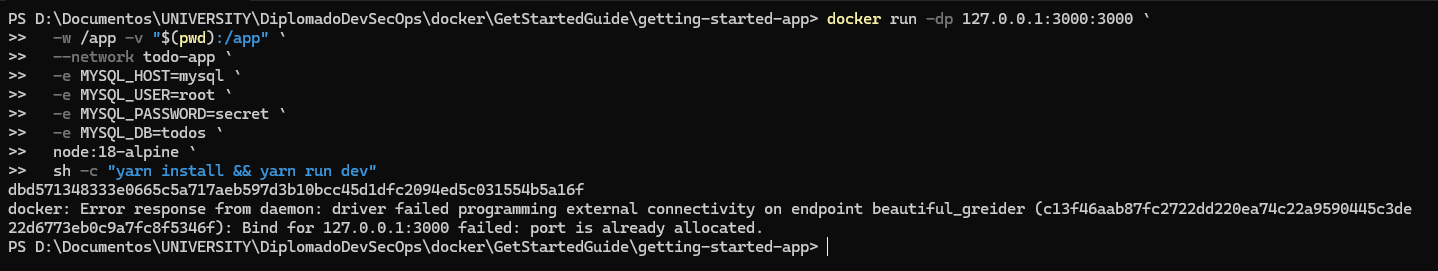 PS D:\Documentos\UNIVERSITY\DiplomadoDevSecOps\docker\GetStartedGuide\getting-started-app> docker run -dp 127.0.0.1:3000:3000 `
>>   -w /app -v "$(pwd):/app" `
>>   --network todo-app `
>>   -e MYSQL_HOST=mysql `
>>   -e MYSQL_USER=root `
>>   -e MYSQL_PASSWORD=secret `
>>   -e MYSQL_DB=todos `
>>   node:18-alpine `
>>   sh -c "yarn install && yarn run dev"
dbd571348333e0665c5a717aeb597d3b10bcc45d1dfc2094ed5c031554b5a16f
docker: Error response from daemon: driver failed programming external connectivity on endpoint beautiful_greider (c13f46aab87fc2722dd220ea74c22a9590445c3de
22d6773eb0c9a7fc8f5346f): Bind for 127.0.0.1:3000 failed: port is already allocated.
PS D:\Documentos\UNIVERSITY\DiplomadoDevSecOps\docker\GetStartedGuide\getting-started-app>